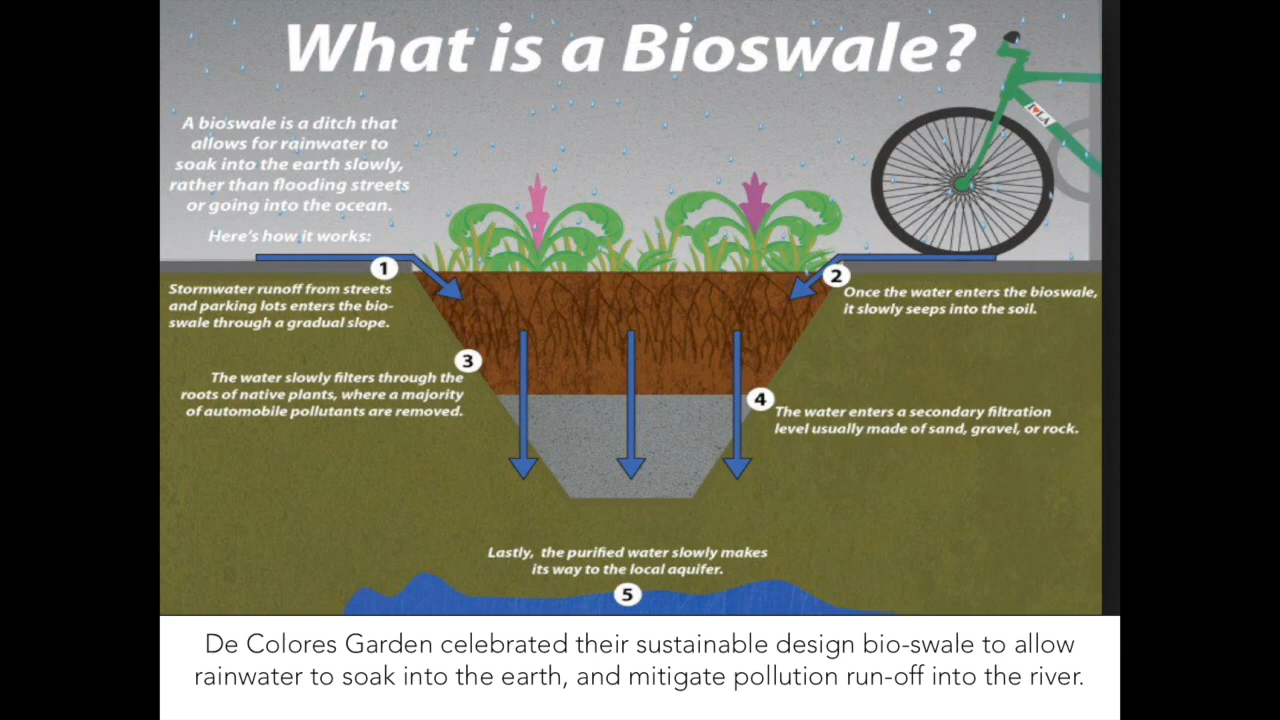 What is a Bioswale?
I♥LA
A bioswale is a ditch that
allows for rainwater to
soak into the earth slowly,
rather than flooding streets
or going into the ocean.
Here's how it works:
1
Stormwater runoff from streets
and parking lots enters the bio-
swale through a gradual slope.
2
Once the water enters the bioswale,
it slowly seeps into the soil.
3
The water slowly filters through the
roots of native plants, where a majority
of automobile pollutants are removed.
4
The water enters a secondary filtration
level usually made of sand, gravel, or rock.
Lastly, the purified water slowly makes
its way to the local aquifer.
5
De Colores Garden celebrated their sustainable design bio-swale to allow
rainwater to soak into the earth, and mitigate pollution run-off into the river.